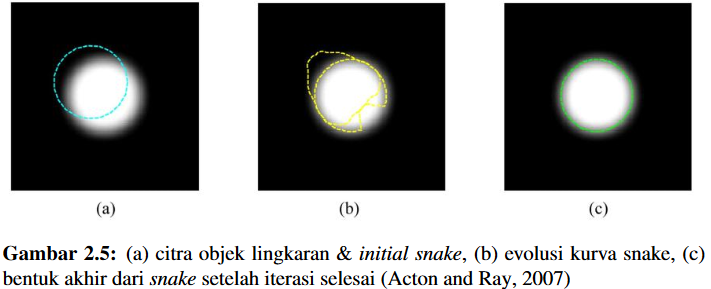 (a) (b) (c)
Gambar 2.5: (a) citra objek lingkaran & initial snake, (b) evolusi kurva snake, (c)
bentuk akhir dari snake setelah iterasi selesai (Acton and Ray, 2007)